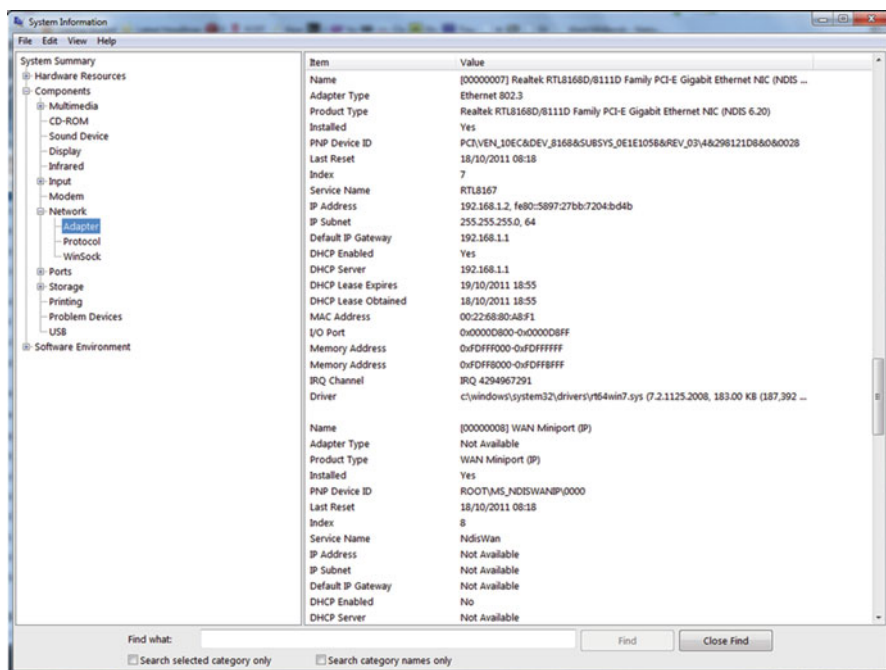 System Information
File Edit View Help
System Summary
Hardware Resources
Components
Multimedia
CD-ROM
Sound Device
Display
Infrared
Input
Modem
Network
Adapter
Protocol
WinSock
Ports
Storage
Printing
Problem Devices
USB
Software Environment
Item Value
Name [00000007] Realtek RTL8168D/8111D Family PCI-E Gigabit Ethernet NIC (NDIS ...
Adapter Type Ethernet 802.3
Product Type Realtek RTL8168D/8111D Family PCI-E Gigabit Ethernet NIC (NDIS 6.20)
Installed Yes
PNP Device ID PCI\VEN_10EC&DEV_8168&SUBSYS_0E1E105B&REV_03\4&298121D8&0&0028
Last Reset 18/10/2011 08:18
Index 7
Service Name RTL8167
IP Address 192.168.1.2, fe80::5897:27bb:7204:bd4b
IP Subnet 255.255.255.0, 64
Default IP Gateway 192.168.1.1
DHCP Enabled Yes
DHCP Server 192.168.1.1
DHCP Lease Expires 19/10/2011 18:55
DHCP Lease Obtained 18/10/2011 18:55
MAC Address 00:22:68:80:A8:F1
I/O Port 0x0000D800-0x0000D8FF
Memory Address 0xFDFFF000-0xFDFFFFFF
Memory Address 0xFDFF8000-0xFDFFBFFF
IRQ Channel IRQ 4294967291
Driver c:\windows\system32\drivers\rt64win7.sys (7.2.1125.2008, 183.00 KB (187,392 ...
Name [00000008] WAN Miniport (IP)
Adapter Type Not Available
Product Type WAN Miniport (IP)
Installed Yes
PNP Device ID ROOT\MS_NDISWANIP\0000
Last Reset 18/10/2011 08:18
Index 8
Service Name NdisWan
IP Address Not Available
IP Subnet Not Available
Default IP Gateway Not Available
DHCP Enabled No
DHCP Server Not Available
Find what: Find Close Find
Search selected category only Search category names only